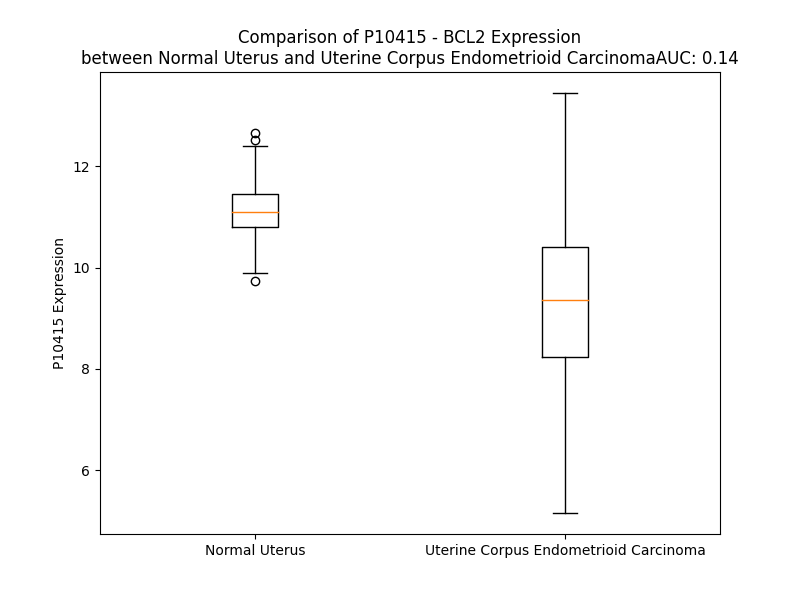 Comparison of P10415 - BCL2 Expression
between Normal Uterus and Uterine Corpus Endometrioid CarcinomaAUC: 0.14
P10415 Expression
12
10
8
6
Normal Uterus
Uterine Corpus Endometrioid Carcinoma